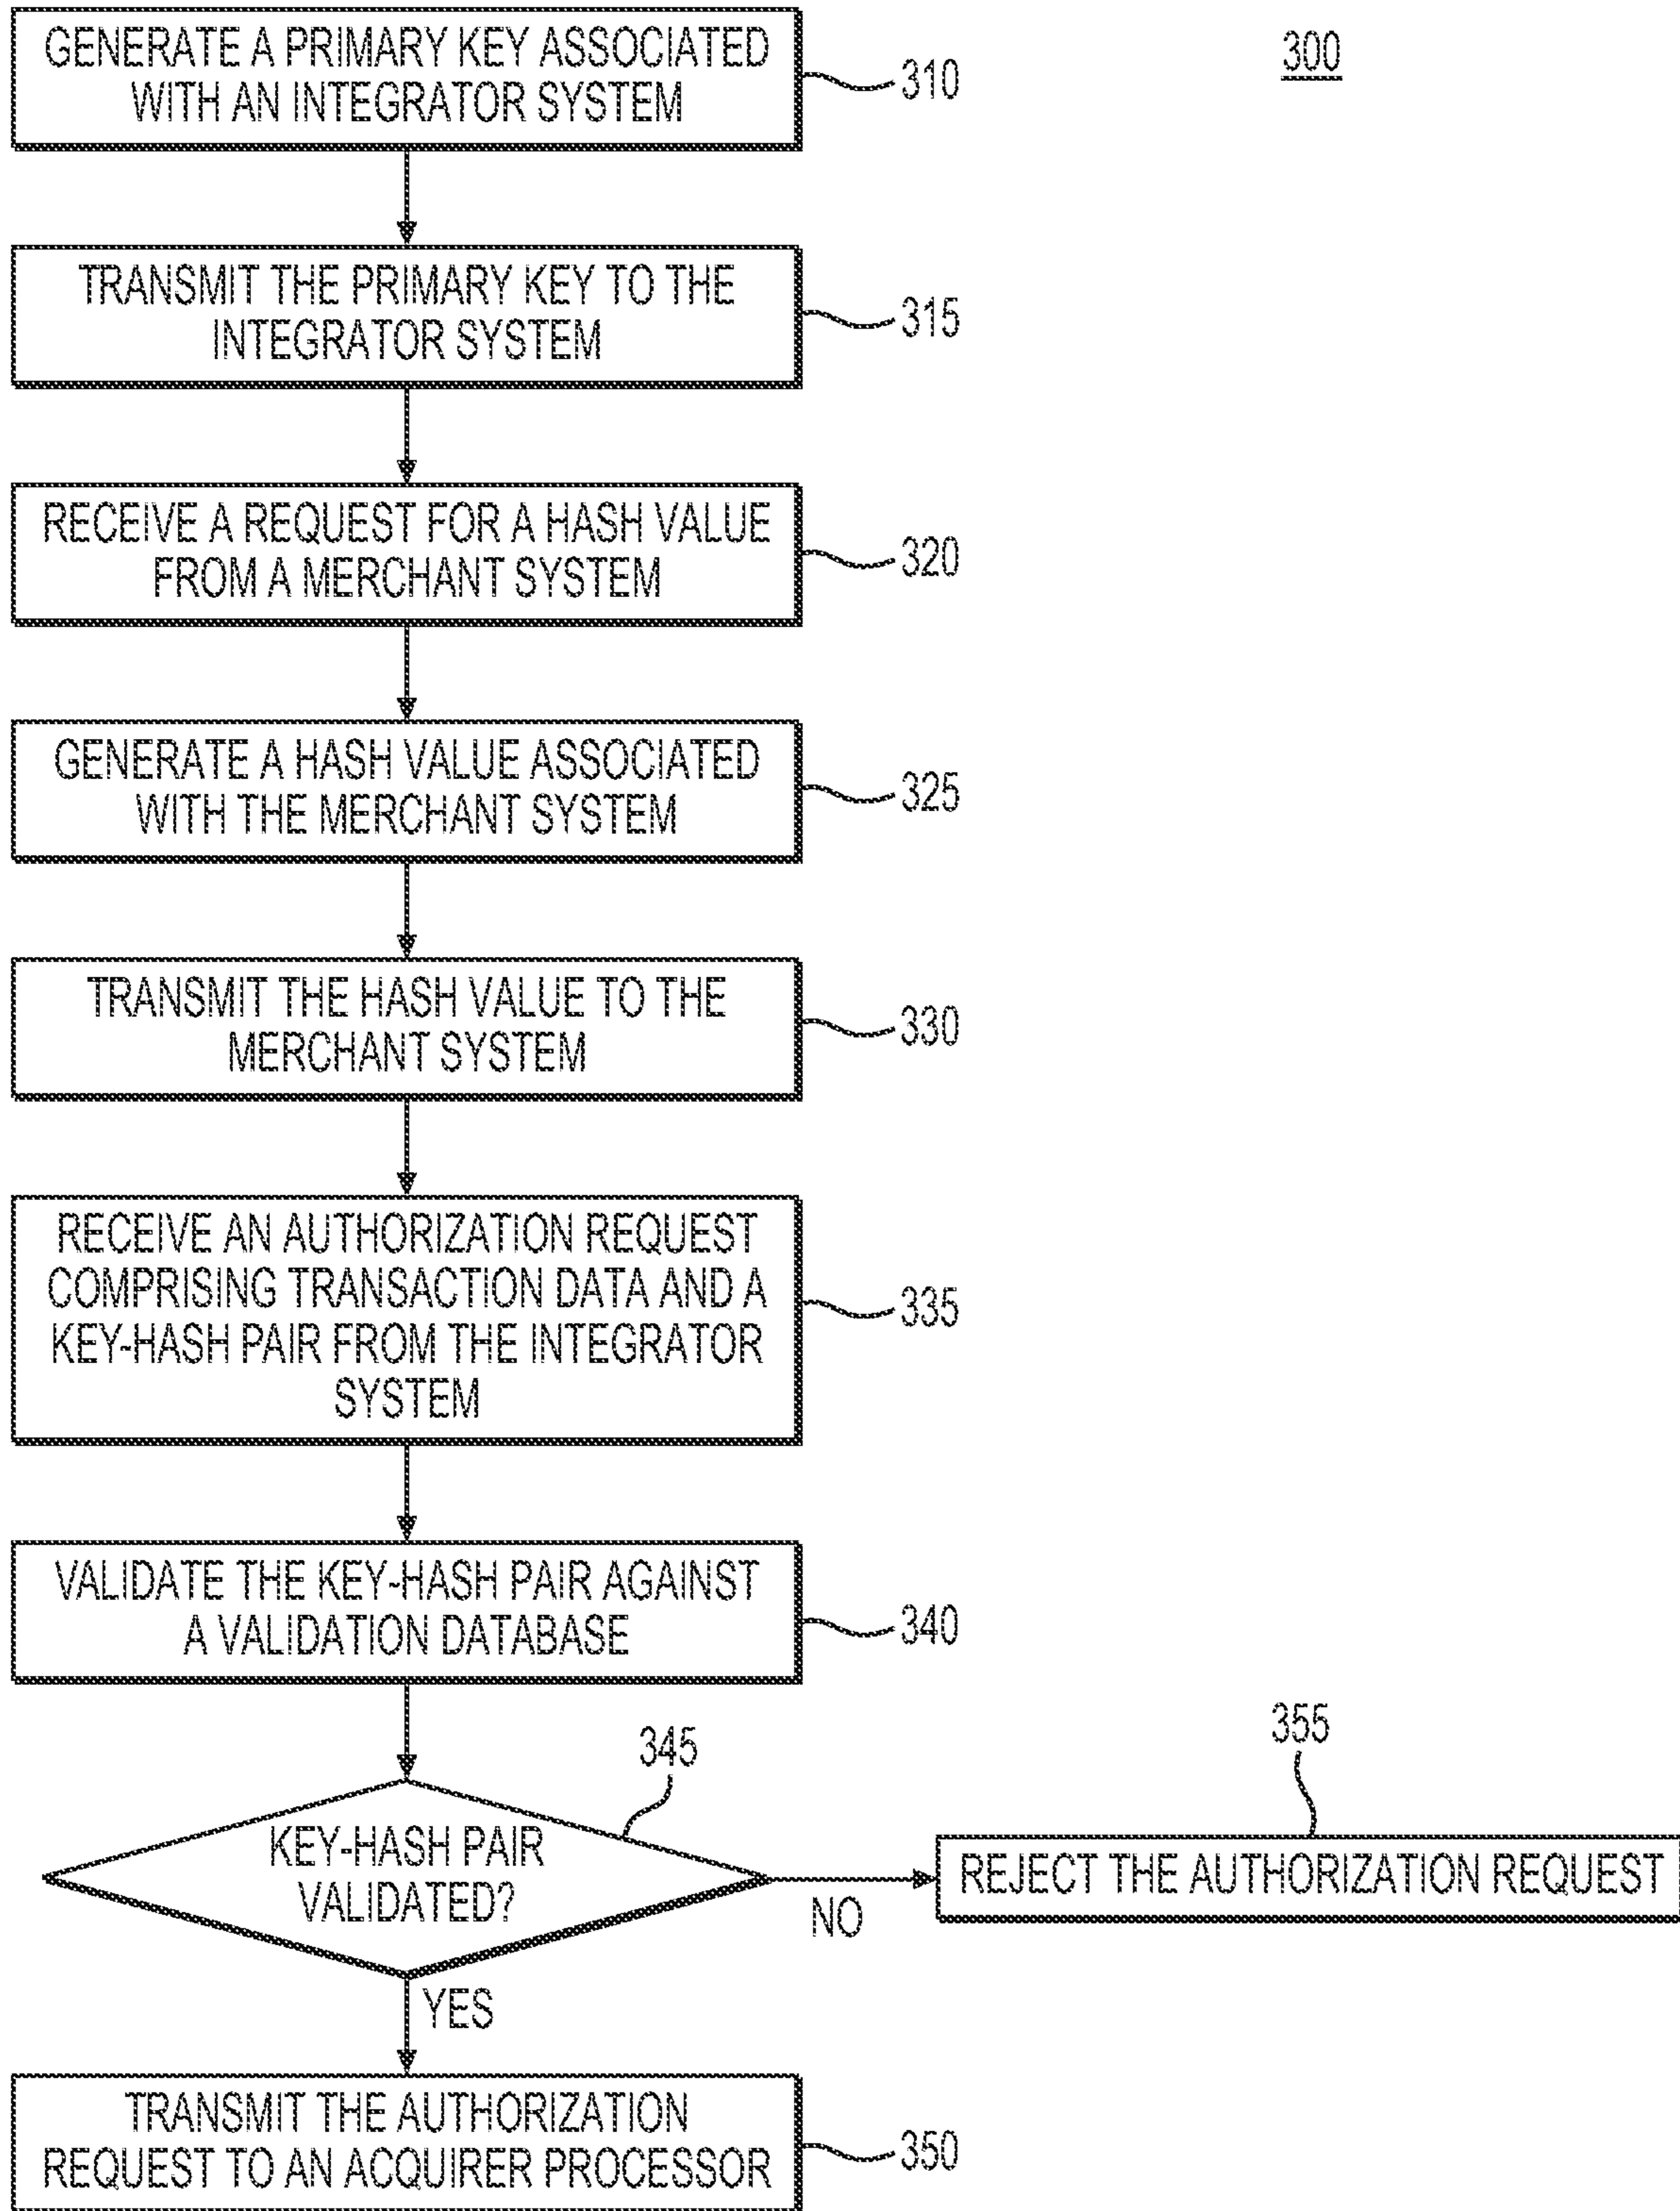 GENERATE A PRIMARY KEY ASSOCIATED
WITH AN INTEGRATOR SYSTEM
310
300
TRANSMIT THE PRIMARY KEY TO THE
INTEGRATOR SYSTEM
315
RECEIVE A REQUEST FOR A HASH VALUE
FROM A MERCHANT SYSTEM
320
GENERATE A HASH VALUE ASSOCIATED
WITH THE MERCHANT SYSTEM
325
TRANSMIT THE HASH VALUE TO THE
MERCHANT SYSTEM
330
RECEIVE AN AUTHORIZATION REQUEST
COMPRISING TRANSACTION DATA AND A
KEY-HASH PAIR FROM THE INTEGRATOR
SYSTEM
335
VALIDATE THE KEY-HASH PAIR AGAINST
A VALIDATION DATABASE
340
345
KEY-HASH PAIR
VALIDATED?
NO
355
REJECT THE AUTHORIZATION REQUEST
YES
TRANSMIT THE AUTHORIZATION
REQUEST TO AN ACQUIRER PROCESSOR
350